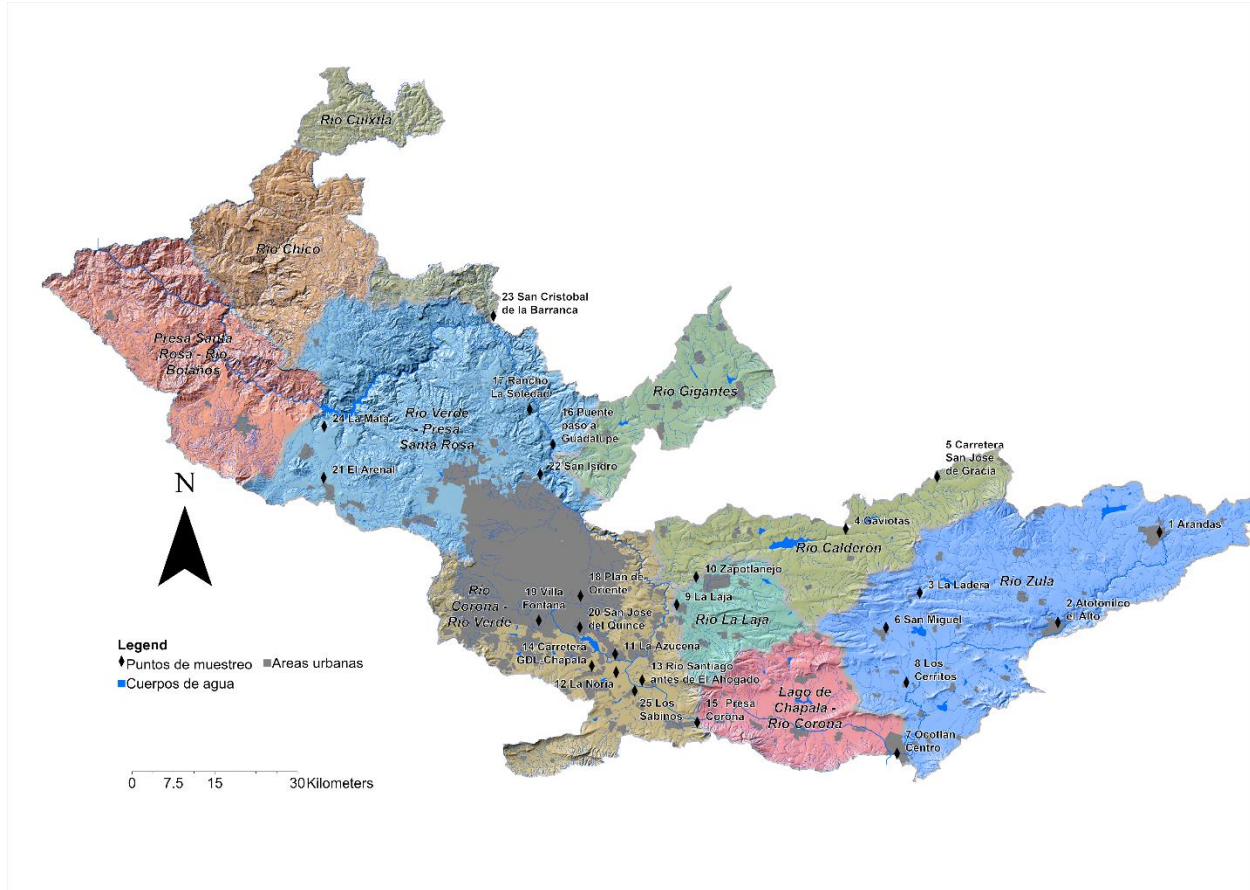 Rio Cuixtla
Rio Chico
23 San Cristobal
de la Barranca
Presa Santa
Rosa - Rio
Bolaños
17 Rancho
La Soledad
Rio Gigantes
24 La Mata
Rio Verde -
Presa
Santa Rosa
16 Puente
paso a
Guadalupe
21 El Arenal
22 San Isidro
5 Carretera
San Jose
de Gracia
N
4 Gaviotas
1 Arandas
Rio Calderón
10 Zapotlanejo
18 Plan de
Oriente
Rio
Corona -
Rio Verde
19 Villa
Fontana
9 La Laja
3 La Ladera
Rio Zula
20 San Jose
del Quince
Rio La Laja
2 Atotonilco
el Alto
6 San Miguel
14 Carretera
GDL-Chapala
11 La Azucena
13 Rio Santiago
antes de El Ahogado
12 La Noria
8 Los
Cerritos
Lago de
Chapala -
Rio Corona
25 Los
Sabinos
15 Presa
Corona
7 Ocotlan
Centro
Legend
Puntos de muestreo
Areas urbanas
Cuerpos de agua
0 7.5 15 30 Kilometers